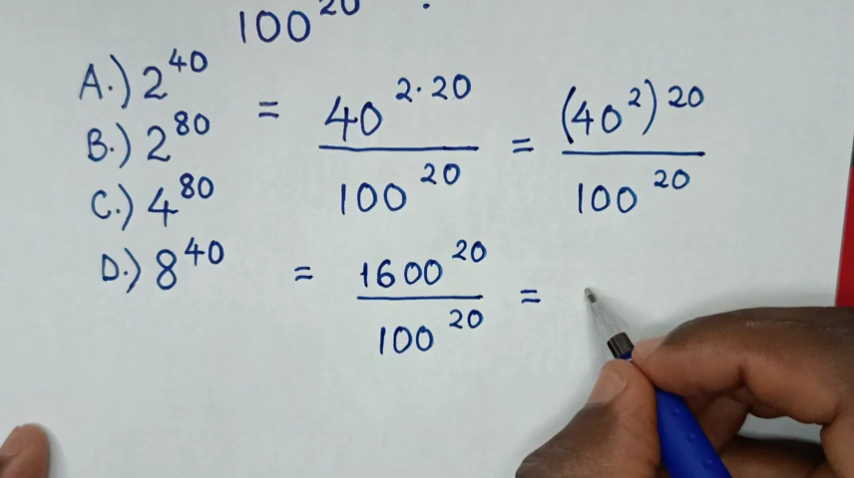 100^20
A.) 2^40
B.) 2^80
C.) 4^80
D.) 8^40
= 40^(2·20) / 100^20 = (40^2)^20 / 100^20
= 1600^20 / 100^20 =